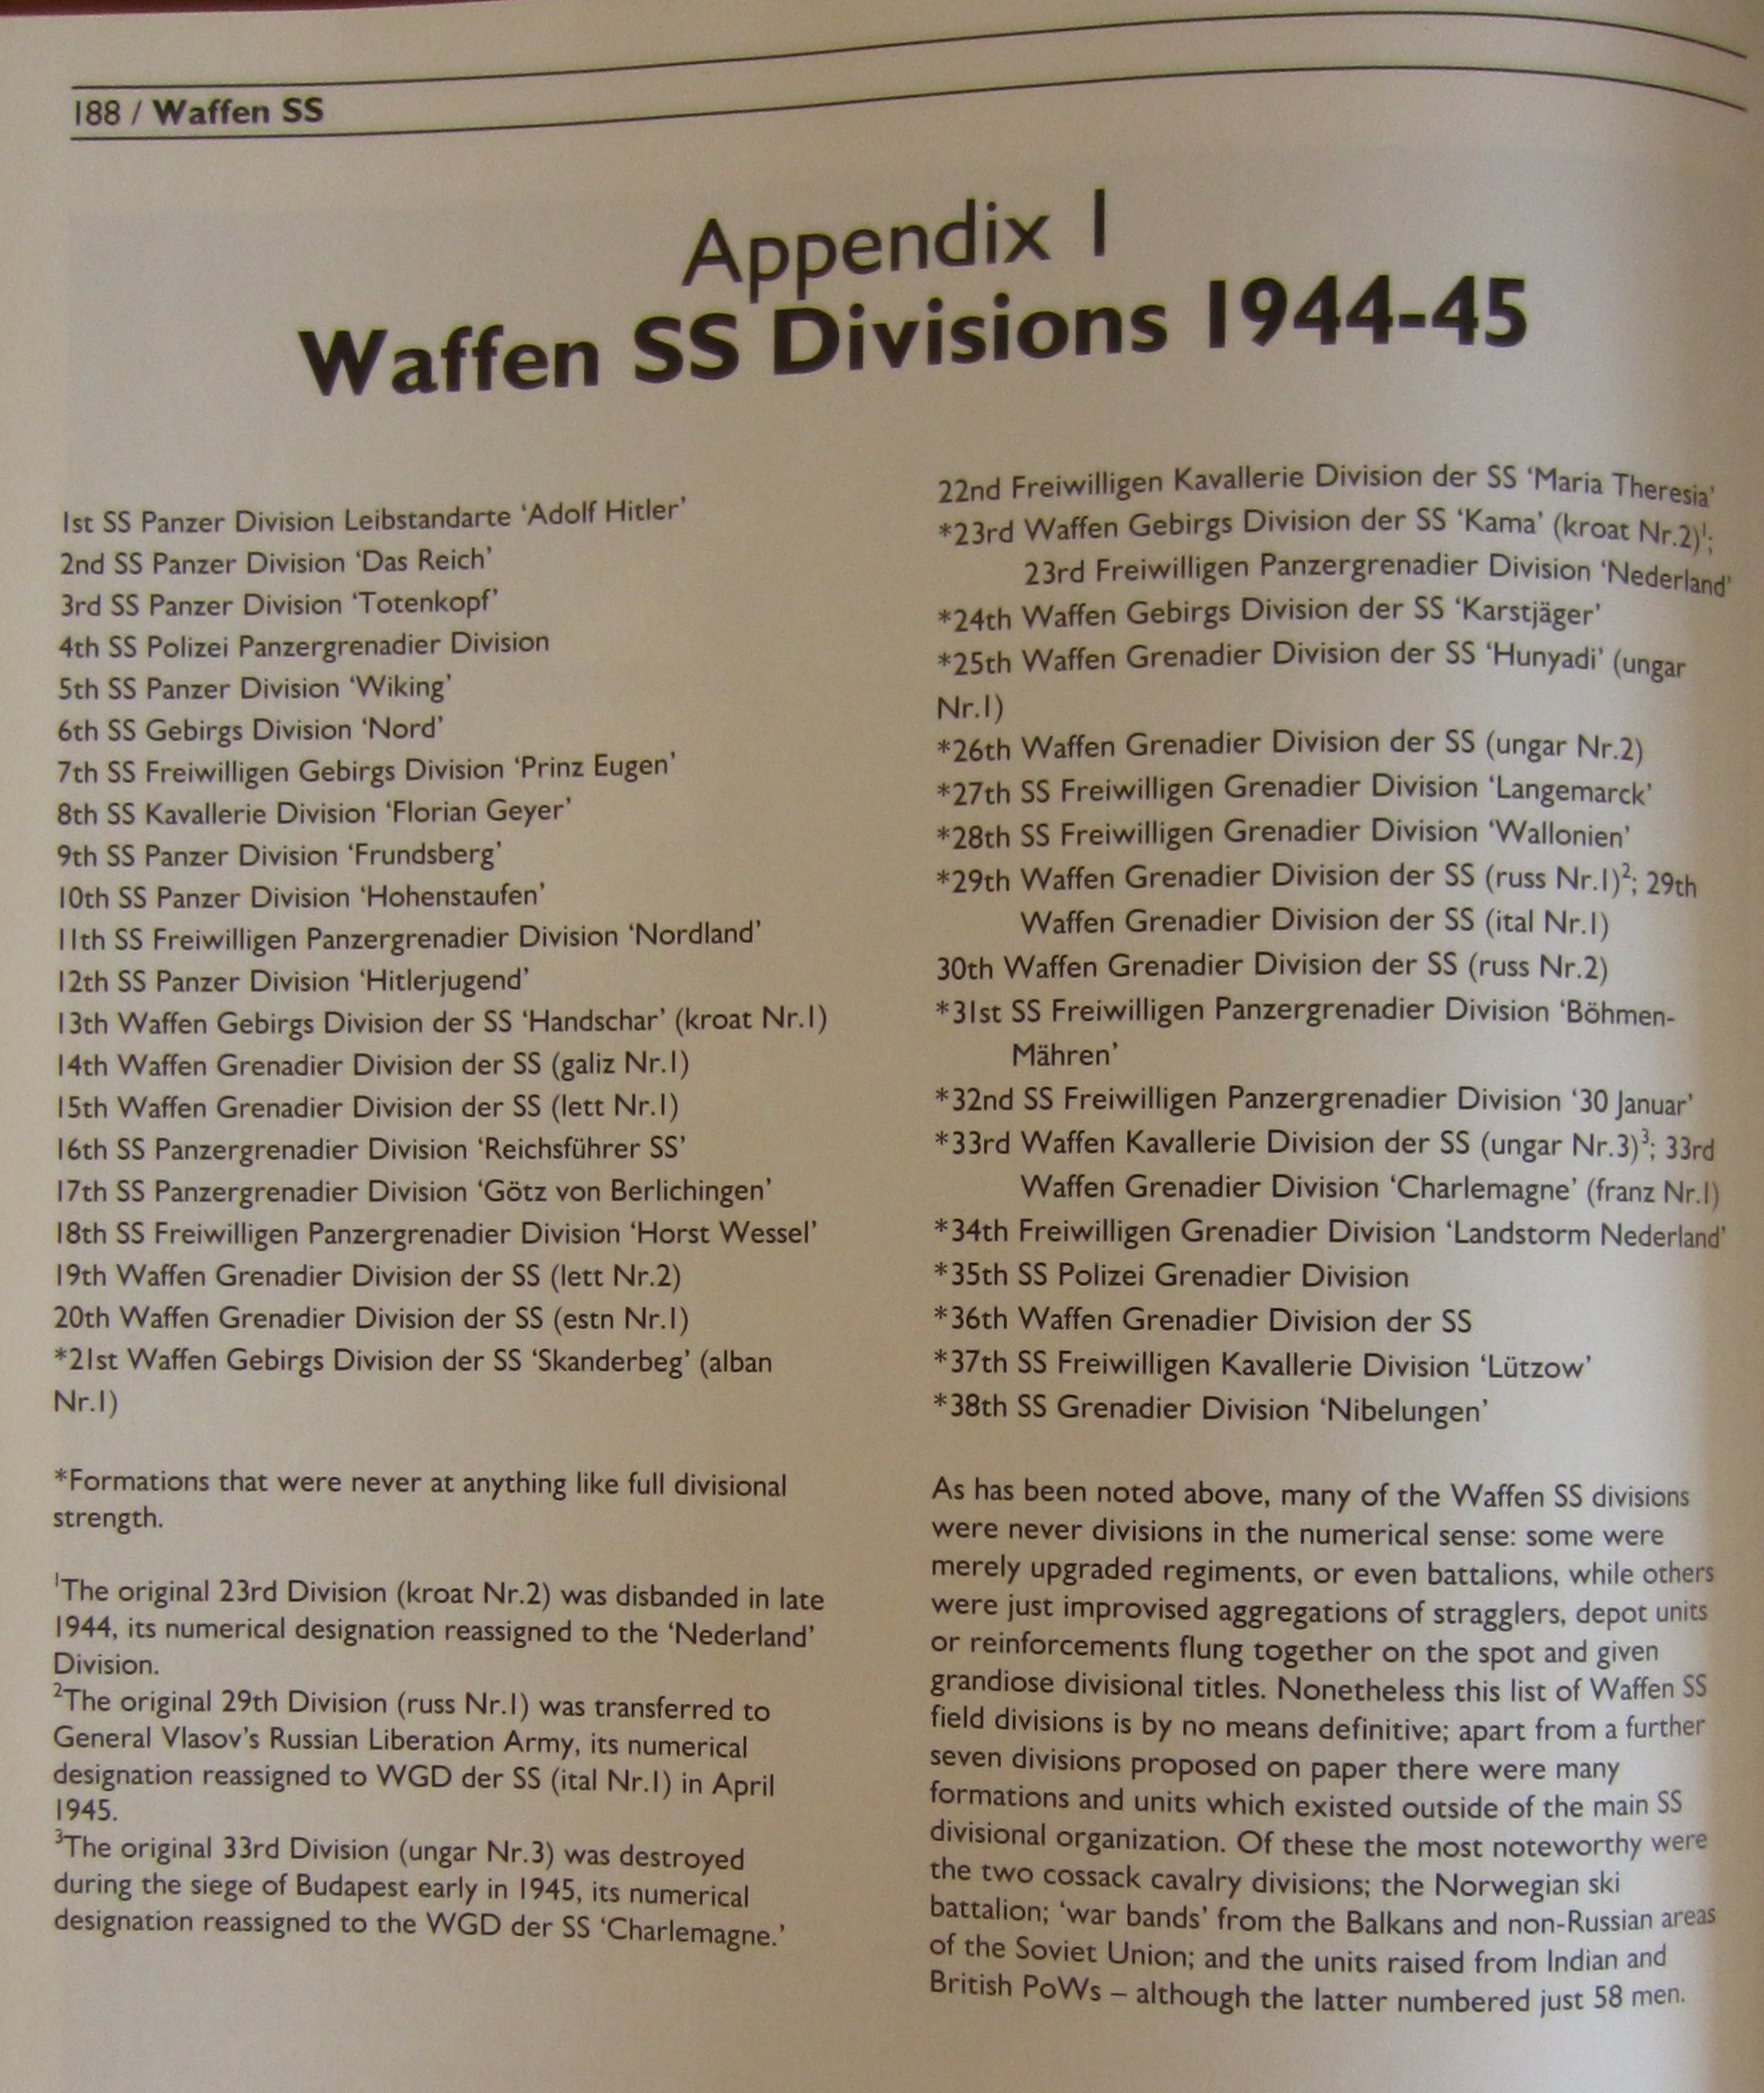 188 / Waffen SS
Appendix 1
Waffen SS Divisions 1944-45
1st SS Panzer Division Leibstandarte ‘Adolf Hitler’
2nd SS Panzer Division ‘Das Reich’
3rd SS Panzer Division ‘Totenkopf’
4th SS Polizei Panzergrenadier Division
5th SS Panzer Division ‘Wiking’
6th SS Gebirgs Division ‘Nord’
7th SS Freiwilligen Gebirgs Division ‘Prinz Eugen’
8th SS Kavallerie Division ‘Florian Geyer’
9th SS Panzer Division ‘Frundsberg’
10th SS Panzer Division ‘Hohenstaufen’
11th SS Freiwilligen Panzergrenadier Division ‘Nordland’
12th SS Panzer Division ‘Hitlerjugend’
13th Waffen Gebirgs Division der SS ‘Handschar’ (kroat Nr.1)
14th Waffen Grenadier Division der SS (galiz Nr.1)
15th Waffen Grenadier Division der SS (lett Nr.1)
16th SS Panzergrenadier Division ‘Reichsführer SS’
17th SS Panzergrenadier Division ‘Götz von Berlichingen’
18th SS Freiwilligen Panzergrenadier Division ‘Horst Wessel’
19th Waffen Grenadier Division der SS (lett Nr.2)
20th Waffen Grenadier Division der SS (estn Nr.1)
*21st Waffen Gebirgs Division der SS ‘Skanderbeg’ (alban
Nr.1)
*Formations that were never at anything like full divisional
strength.
¹The original 23rd Division (kroat Nr.2) was disbanded in late
1944, its numerical designation reassigned to the ‘Nederland’
Division.
²The original 29th Division (russ Nr.1) was transferred to
General Vlasov’s Russian Liberation Army, its numerical
designation reassigned to WGD der SS (ital Nr.1) in April
1945.
³The original 33rd Division (ungar Nr.3) was destroyed
during the siege of Budapest early in 1945, its numerical
designation reassigned to the WGD der SS ‘Charlemagne.’
22nd Freiwilligen Kavallerie Division der SS ‘Maria Theresia’
*23rd Waffen Gebirgs Division der SS ‘Kama’ (kroat Nr.2)¹;
23rd Freiwilligen Panzergrenadier Division ‘Nederland’
*24th Waffen Gebirgs Division der SS ‘Karstjäger’
*25th Waffen Grenadier Division der SS ‘Hunyadi’ (ungar
Nr.1)
*26th Waffen Grenadier Division der SS (ungar Nr.2)
*27th SS Freiwilligen Grenadier Division ‘Langemarck’
*28th SS Freiwilligen Grenadier Division ‘Wallonien’
*29th Waffen Grenadier Division der SS (russ Nr.1)²; 29th
Waffen Grenadier Division der SS (ital Nr.1)
30th Waffen Grenadier Division der SS (russ Nr.2)
*31st SS Freiwilligen Panzergrenadier Division ‘Böhmen-
Mähren’
*32nd SS Freiwilligen Panzergrenadier Division ‘30 Januar’
*33rd Waffen Kavallerie Division der SS (ungar Nr.3)³; 33rd
Waffen Grenadier Division ‘Charlemagne’ (franz Nr.1)
*34th Freiwilligen Grenadier Division ‘Landstorm Nederland’
*35th SS Polizei Grenadier Division
*36th Waffen Grenadier Division der SS
*37th SS Freiwilligen Kavallerie Division ‘Lützow’
*38th SS Grenadier Division ‘Nibelungen’
As has been noted above, many of the Waffen SS divisions
were never divisions in the numerical sense: some were
merely upgraded regiments, or even battalions, while others
were just improvised aggregations of stragglers, depot units
or reinforcements flung together on the spot and given
grandiose divisional titles. Nonetheless this list of Waffen SS
field divisions is by no means definitive; apart from a further
seven divisions proposed on paper there were many
formations and units which existed outside of the main SS
divisional organization. Of these the most noteworthy were
the two cossack cavalry divisions; the Norwegian ski
battalion; ‘war bands’ from the Balkans and non-Russian areas
of the Soviet Union; and the units raised from Indian and
British PoWs – although the latter numbered just 58 men.